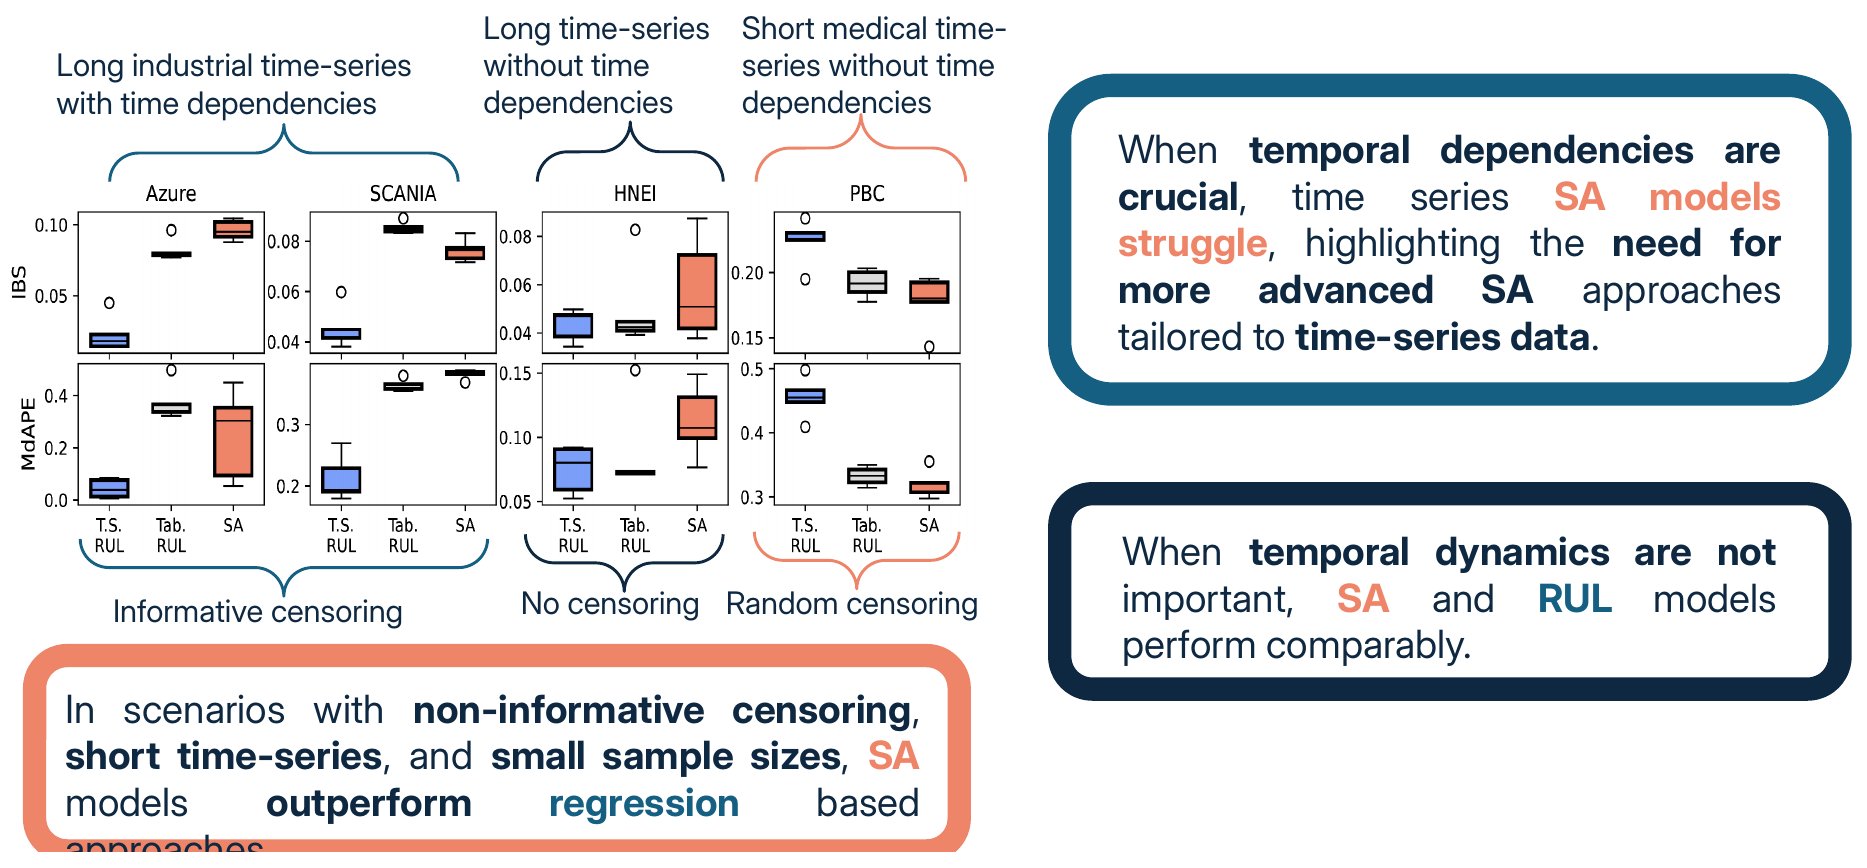 Long industrial time-series
with time dependencies
Long time-series
without time
dependencies
Short medical time-
series without time
dependencies
Azure
SCANIA
HNEI
PBC
IBS
0.10
0.05
0.08
0.06
0.04
0.08
0.06
0.04
0.20
0.15
MdAPE
0.4
0.2
0.0
0.3
0.2
0.15
0.10
0.05
0.5
0.4
0.3
T.S. Tab. SA
RUL RUL
T.S. Tab. SA
RUL RUL
T.S. Tab. SA
RUL RUL
T.S. Tab. SA
RUL RUL
Informative censoring
No censoring
Random censoring
In scenarios with non-informative censoring,
short time-series, and small sample sizes, SA
models outperform regression based
approaches
When temporal dependencies are
crucial, time series SA models
struggle, highlighting the need for
more advanced SA approaches
tailored to time-series data.
When temporal dynamics are not
important, SA and RUL models
perform comparably.